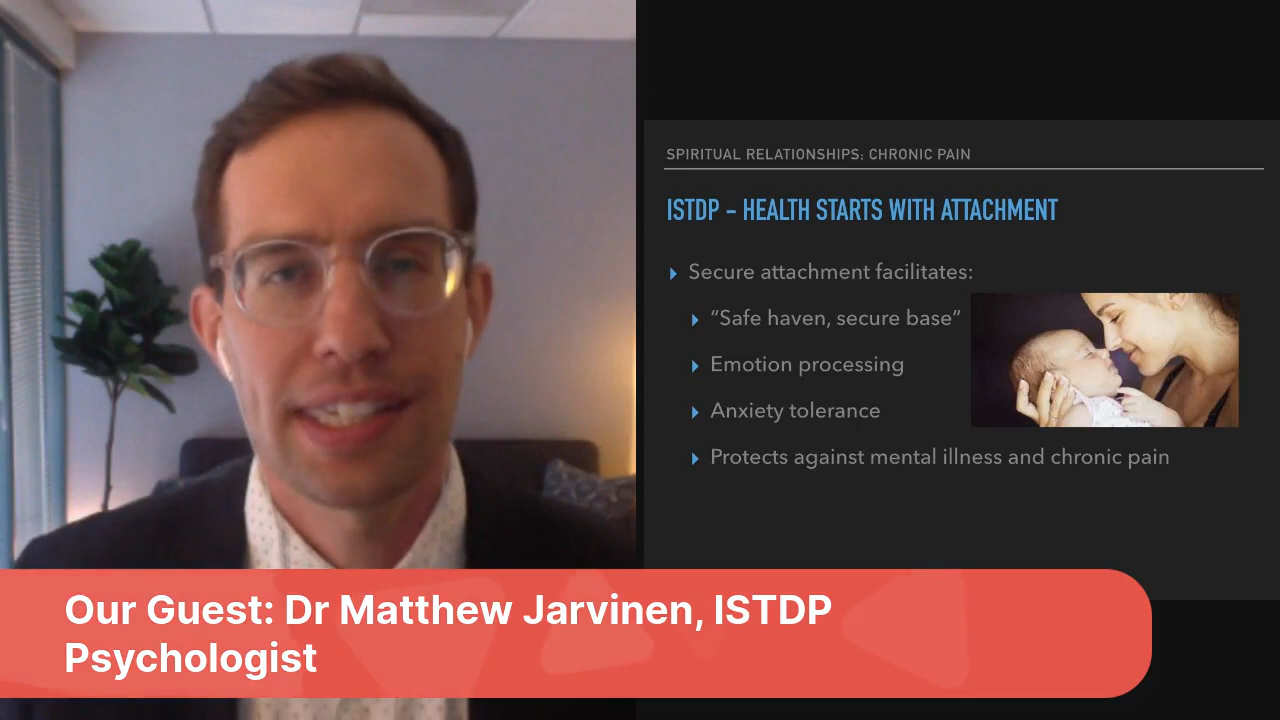 SPIRITUAL RELATIONSHIPS: CHRONIC PAIN
ISTDP – HEALTH STARTS WITH ATTACHMENT
Secure attachment facilitates:
“Safe haven, secure base”
Emotion processing
Anxiety tolerance
Protects against mental illness and chronic pain
Our Guest: Dr Matthew Jarvinen, ISTDP
Psychologist